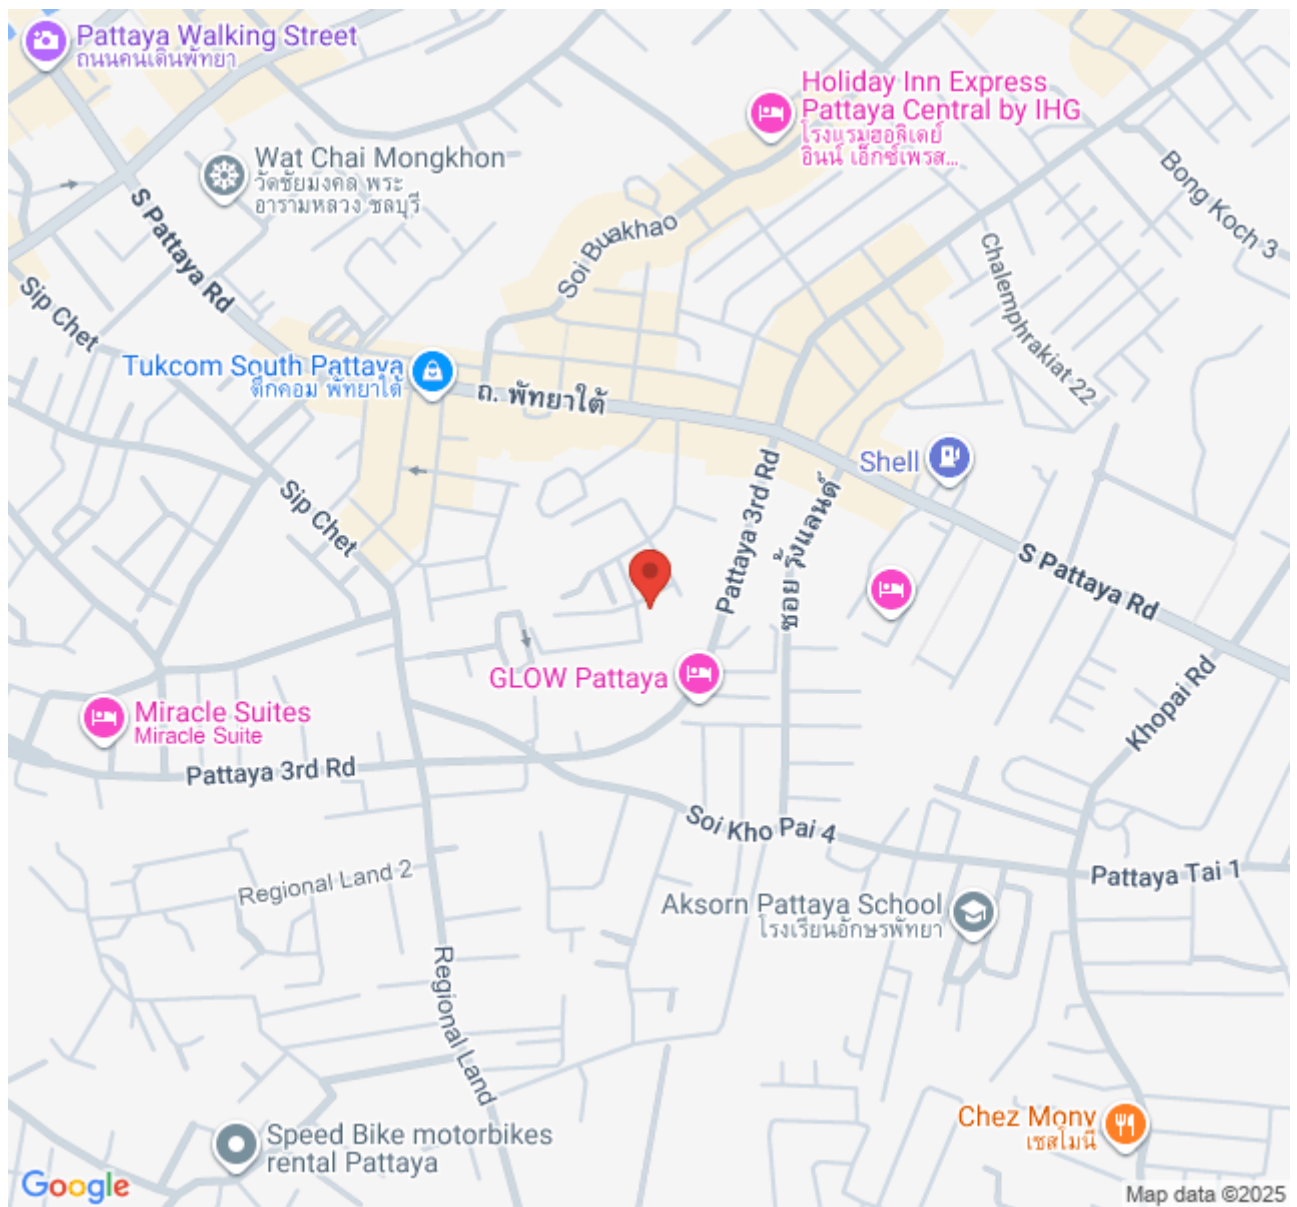 Pattaya Walking Street
ถนนคนเดินพัทยา
Holiday Inn Express
Pattaya Central by IHG
โรงแรมฮอลิเดย์
อินน์ เอ็กซ์เพรส...
Wat Chai Mongkhon
วัดชัยมงคล พระ
อารามหลวง ชลบุรี
Bong Koch 3
S Pattaya Rd
Soi Buakhao
Chalermphrakiat 22
Sip Chet
Tukcom South Pattaya
ตึกคอม พัทยาใต้
ถ. พัทยาใต้
Shell
Sip Chet
Pattaya 3rd Rd
ซอย วิ้งแลนด์
S Pattaya Rd
GLOW Pattaya
Miracle Suites
Miracle Suite
Khopai Rd
Pattaya 3rd Rd
Soi Kho Pai 4
Regional Land 2
Pattaya Tai 1
Aksorn Pattaya School
โรงเรียนอักษรพัทยา
Regional Land
Chez Mony
เชสโมนี
Speed Bike motorbikes
rental Pattaya
Google
Map data ©2025